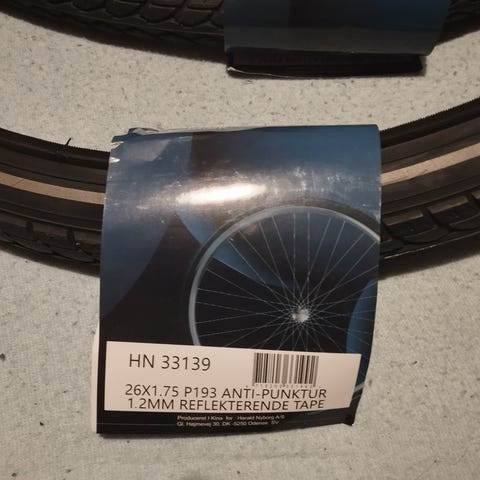 HN 33139
26X1.75 P193 ANTI-PUNKTUR
1.2MM REFLEKTERENDE TAPE
Produceret I Kina for : Harald Nyborg A/S
Gl. Højmevej 30, DK -5250 Odense SV